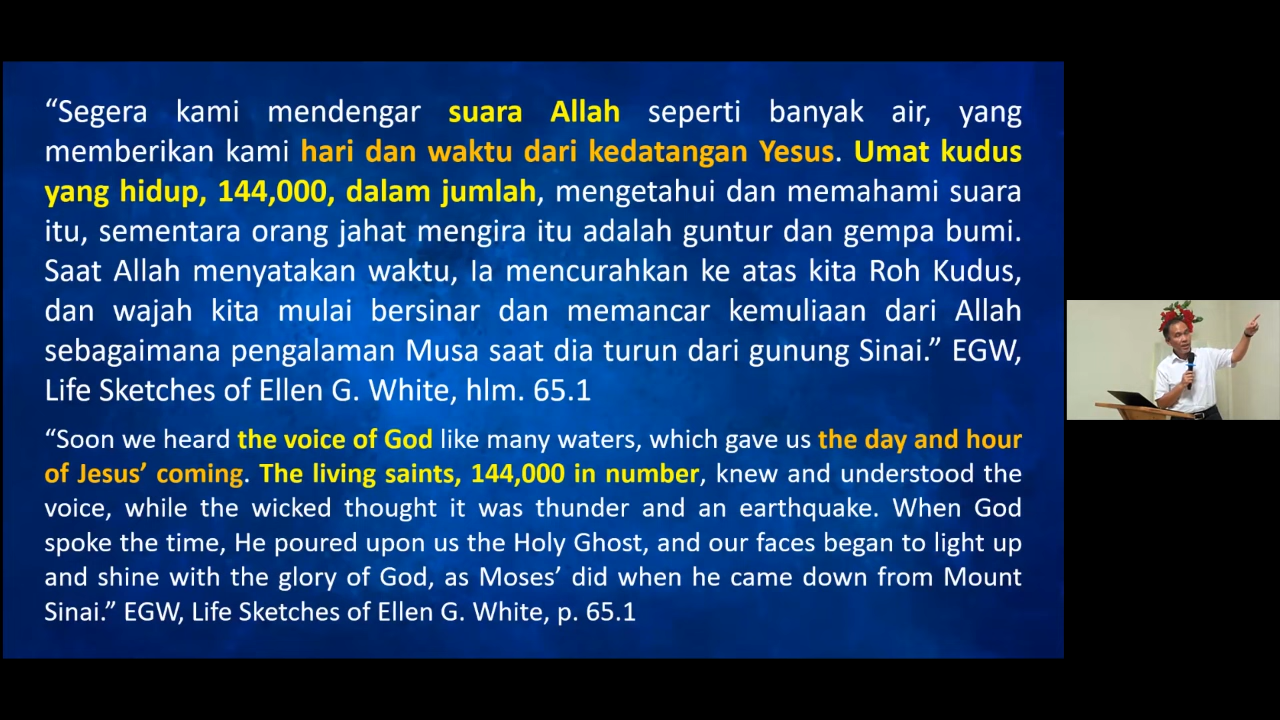 “Segera kami mendengar suara Allah seperti banyak air, yang
memberikan kami hari dan waktu dari kedatangan Yesus. Umat kudus
yang hidup, 144,000, dalam jumlah, mengetahui dan memahami suara
itu, sementara orang jahat mengira itu adalah guntur dan gempa bumi.
Saat Allah menyatakan waktu, Ia mencurahkan ke atas kita Roh Kudus,
dan wajah kita mulai bersinar dan memancar kemuliaan dari Allah
sebagaimana pengalaman Musa saat dia turun dari gunung Sinai.” EGW,
Life Sketches of Ellen G. White, hlm. 65.1
“Soon we heard the voice of God like many waters, which gave us the day and hour
of Jesus’ coming. The living saints, 144,000 in number, knew and understood the
voice, while the wicked thought it was thunder and an earthquake. When God
spoke the time, He poured upon us the Holy Ghost, and our faces began to light up
and shine with the glory of God, as Moses’ did when he came down from Mount
Sinai.” EGW, Life Sketches of Ellen G. White, p. 65.1